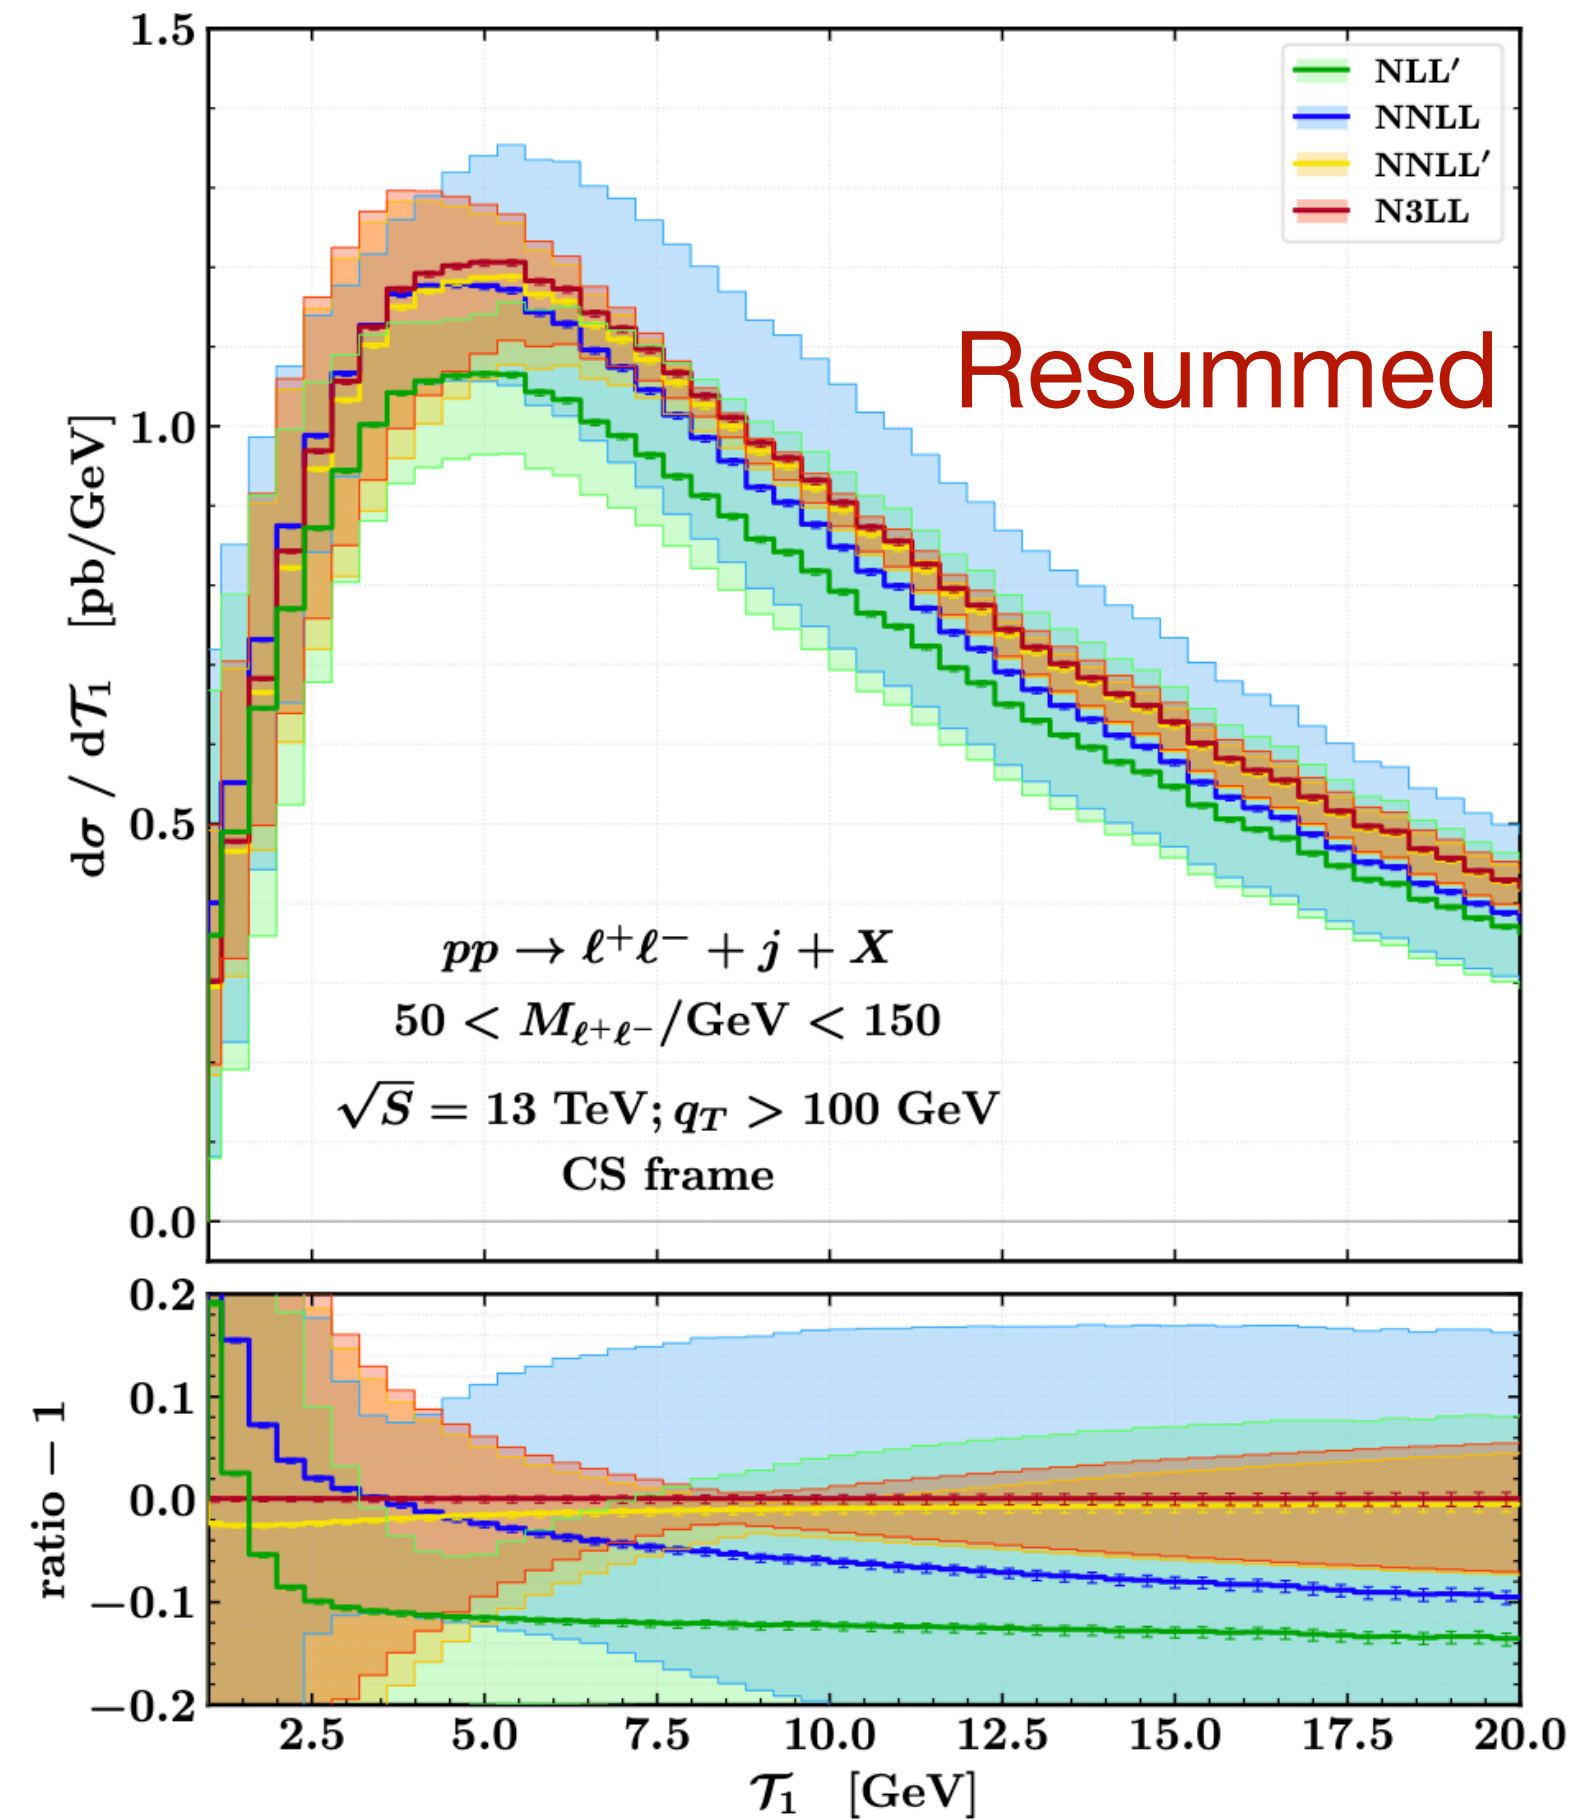 1.5
NLL′
NNLL
NNLL′
N3LL
Resummed
1.0
dσ / d𝒯₁ [pb/GeV]
0.5
pp → ℓ⁺ℓ⁻ + j + X
50 < M_{ℓ⁺ℓ⁻}/GeV < 150
√S = 13 TeV; q_T > 100 GeV
CS frame
0.0
0.2
0.1
0.0
ratio − 1
−0.1
−0.2
2.5 5.0 7.5 10.0 12.5 15.0 17.5 20.0
𝒯₁ [GeV]